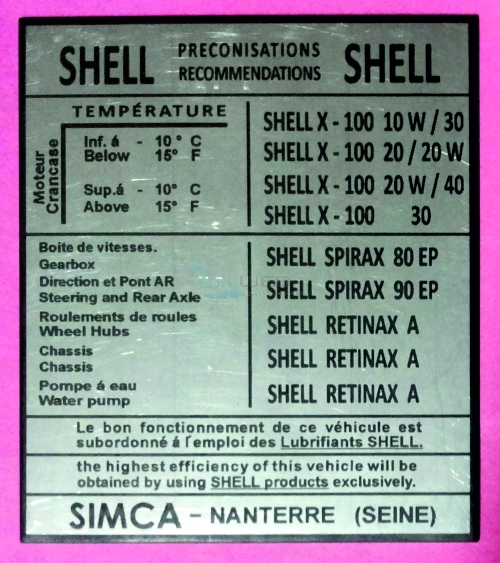 SHELL PRECONISATIONS SHELL
RECOMMENDATIONS
TEMPÉRATURE
Moteur
Crancase
Inf. á - 10° C
Below 15° F
Sup.á - 10° C
Above 15° F
SHELL X - 100 10 W / 30
SHELL X - 100 20 / 20 W
SHELL X - 100 20 W / 40
SHELL X - 100 30
Boite de vitesses.
Gearbox
SHELL SPIRAX 80 EP
Direction et Pont AR
Steering and Rear Axle
SHELL SPIRAX 90 EP
Roulements de roules
Wheel Hubs
SHELL RETINAX A
Chassis
Chassis
SHELL RETINAX A
Pompe á eau
Water pump
SHELL RETINAX A
Le bon fonctionnement de ce véhicule est
subordonné á l'emploi des Lubrifiants SHELL.
the highest efficiency of this vehicle will be
obtained by using SHELL products exclusively.
SIMCA - NANTERRE (SEINE)